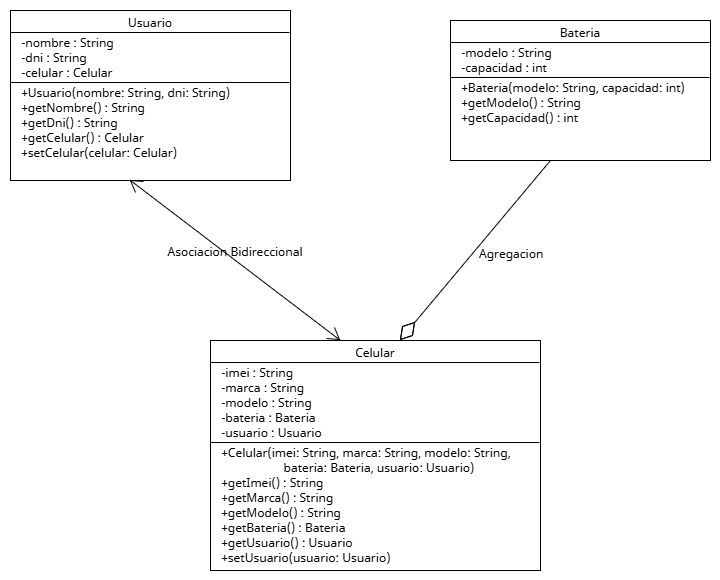 Usuario
-nombre : String
-dni : String
-celular : Celular
+Usuario(nombre: String, dni: String)
+getNombre() : String
+getDni() : String
+getCelular() : Celular
+setCelular(celular: Celular)
Bateria
-modelo : String
-capacidad : int
+Bateria(modelo: String, capacidad: int)
+getModelo() : String
+getCapacidad() : int
Asociacion Bidireccional
Agregacion
Celular
-imei : String
-marca : String
-modelo : String
-bateria : Bateria
-usuario : Usuario
+Celular(imei: String, marca: String, modelo: String,
bateria: Bateria, usuario: Usuario)
+getImei() : String
+getMarca() : String
+getModelo() : String
+getBateria() : Bateria
+getUsuario() : Usuario
+setUsuario(usuario: Usuario)